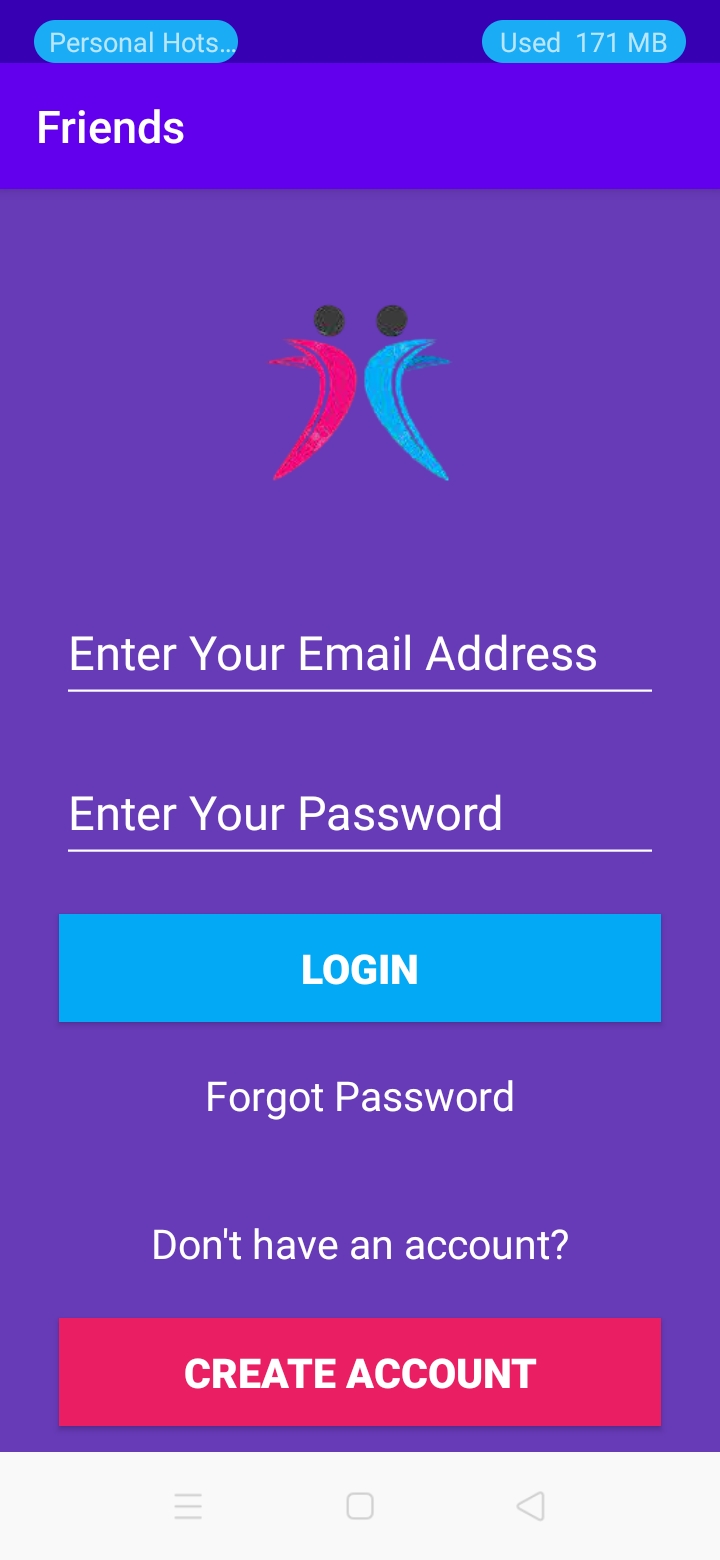 Personal Hots… Used 171 MB
Friends
Enter Your Email Address
Enter Your Password
LOGIN
Forgot Password
Don't have an account?
CREATE ACCOUNT